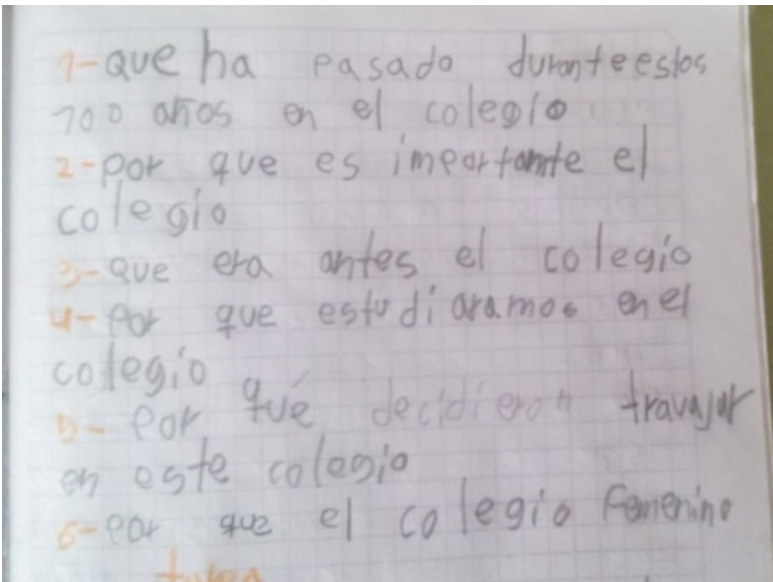 1-que ha pasado durante estos
100 años en el colegio
2-por que es importante el
colegio
3-que era antes el colegio
4-por que estudiaramos en el
colegio
5-por qué decidieron travajar
en este colegio
6-por que el colegio femenino